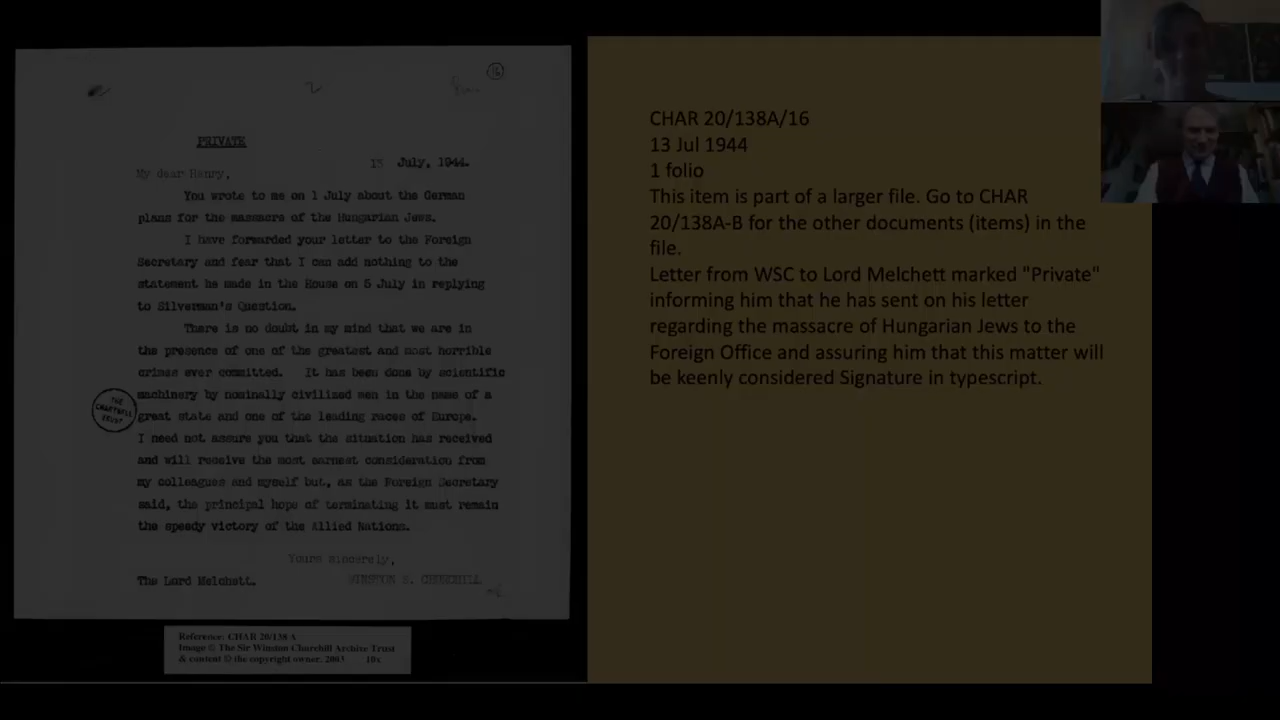 PRIVATE
July, 1944.
My dear Henry,
You wrote to me on 1 July about the German
plans for the massacre of the Hungarian Jews.
I have forwarded your letter to the Foreign
Secretary and fear that I can add nothing to the
statement he made in the House on 5 July in replying
to Silverman's Question.
There is no doubt in my mind that we are in
the presence of one of the greatest and most horrible
crimes ever committed. It has been done by scientific
machinery by nominally civilized men in the name of a
great state and one of the leading races of Europe.
I need not assure you that the situation has received
and will receive the most earnest consideration from
my colleagues and myself but, as the Foreign Secretary
said, the principal hope of terminating it must remain
the speedy victory of the Allied Nations.
Yours sincerely,
The Lord Melchett.
WINSTON S. CHURCHILL
THE
CHARTWELL
TRUST
Reference: CHAR 20/138 A
Image © The Sir Winston Churchill Archive Trust
& content © the copyright owner, 2003 10x
CHAR 20/138A/16
13 Jul 1944
1 folio
This item is part of a larger file. Go to CHAR
20/138A-B for the other documents (items) in the
file.
Letter from WSC to Lord Melchett marked "Private"
informing him that he has sent on his letter
regarding the massacre of Hungarian Jews to the
Foreign Office and assuring him that this matter will
be keenly considered Signature in typescript.